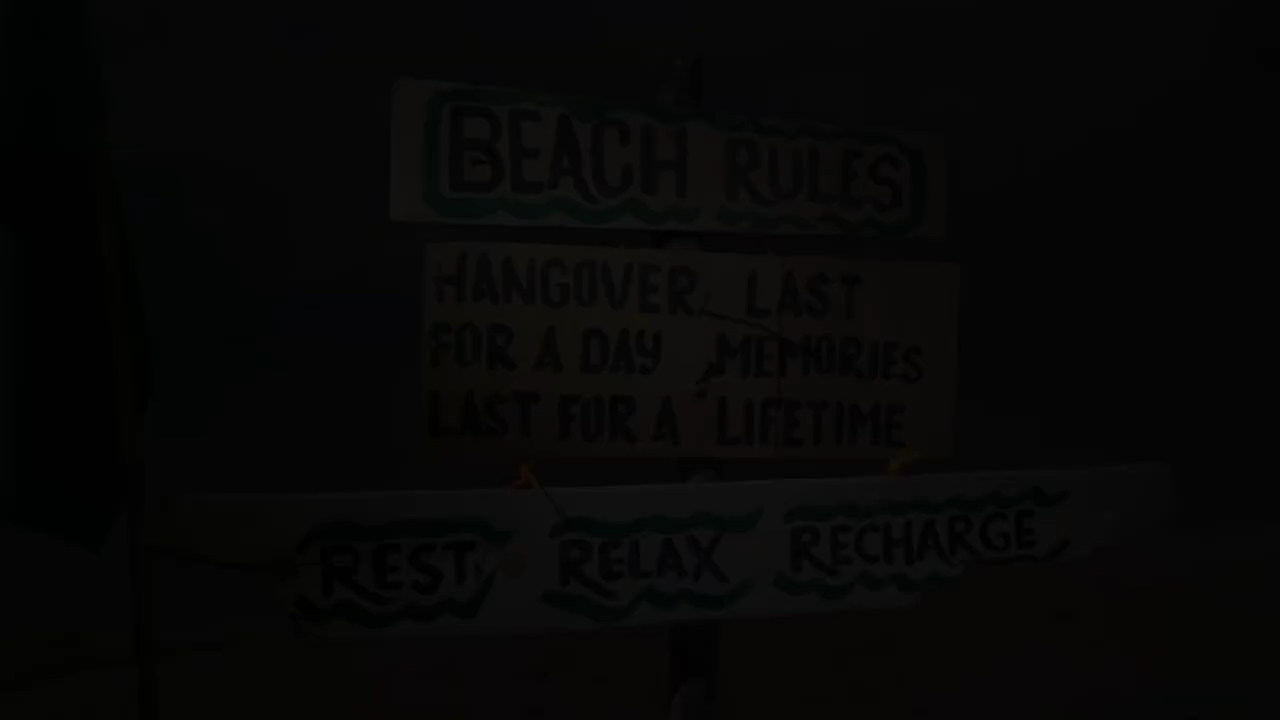 BEACH RULES
HANGOVER LAST
FOR A DAY MEMORIES
LAST FOR A LIFETIME
REST RELAX RECHARGE